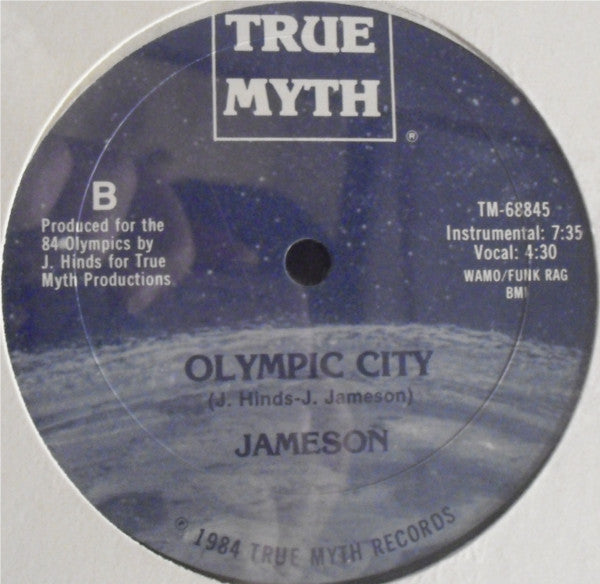 TRUE
MYTH
®
B
Produced for the
84 Olympics by
J. Hinds for True
Myth Productions
TM-68845
Instrumental: 7:35
Vocal: 4:30
WAMO/FUNK RAG
BMI
OLYMPIC CITY
(J. Hinds-J. Jameson)
JAMESON
℗ 1984 TRUE MYTH RECORDS